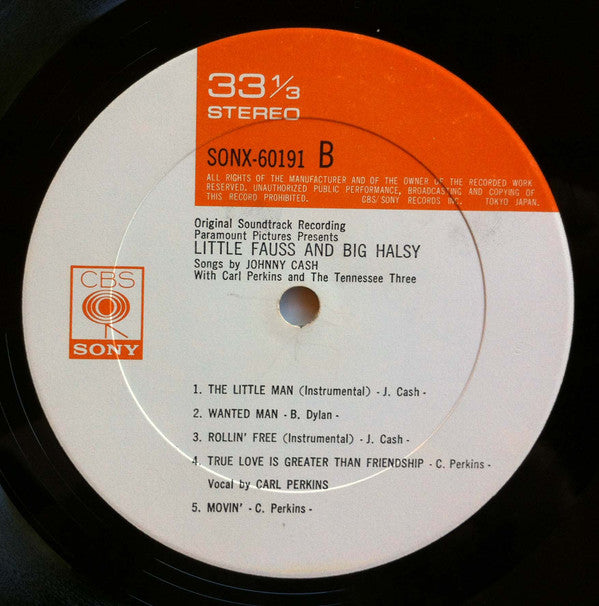 33 1/3
STEREO
SONX-60191 B
ALL RIGHTS OF THE MANUFACTURER AND OF THE OWNER OF THE RECORDED WORK
RESERVED. UNAUTHORIZED PUBLIC PERFORMANCE, BROADCASTING AND COPYING OF
THIS RECORD PROHIBITED. CBS/SONY RECORDS INC. TOKYO JAPAN.
Original Soundtrack Recording
Paramount Pictures Presents
LITTLE FAUSS AND BIG HALSY
Songs by JOHNNY CASH
With Carl Perkins and The Tennessee Three
CBS
SONY
1. THE LITTLE MAN (Instrumental) - J. Cash -
2. WANTED MAN - B. Dylan -
3. ROLLIN' FREE (Instrumental) - J. Cash -
4. TRUE LOVE IS GREATER THAN FRIENDSHIP - C. Perkins -
Vocal by CARL PERKINS
5. MOVIN' - C. Perkins -